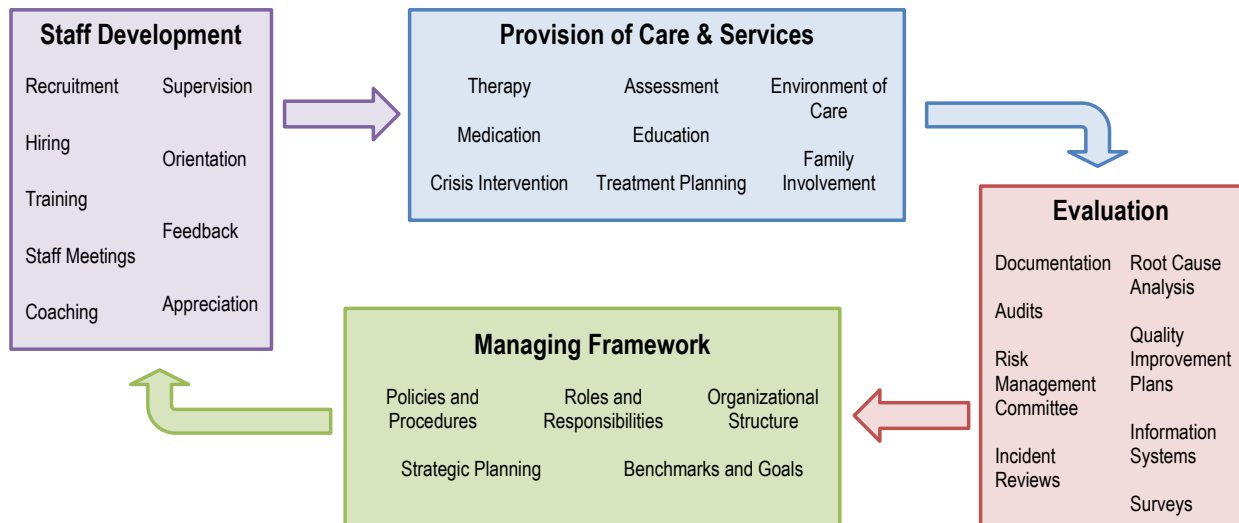 Staff Development
Recruitment
Hiring
Training
Staff Meetings
Coaching
Supervision
Orientation
Feedback
Appreciation
Provision of Care & Services
Therapy
Medication
Crisis Intervention
Assessment
Education
Treatment Planning
Environment of
Care
Family
Involvement
Evaluation
Documentation
Audits
Risk
Management
Committee
Incident
Reviews
Root Cause
Analysis
Quality
Improvement
Plans
Information
Systems
Surveys
Managing Framework
Policies and
Procedures
Roles and
Responsibilities
Organizational
Structure
Strategic Planning
Benchmarks and Goals